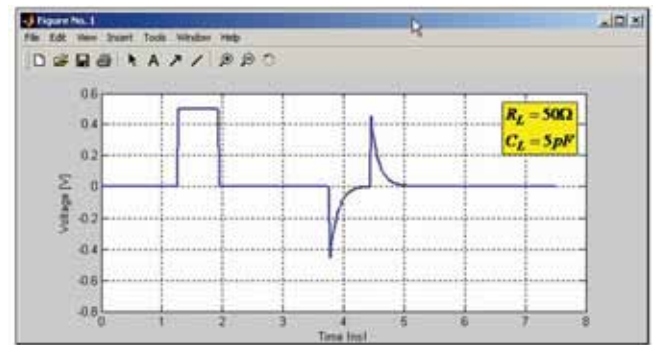 Figure No. 1
File Edit View Insert Tools Window Help
A
0.6
0.4
0.2
0
-0.2
-0.4
-0.6
-0.8
Voltage [V]
R_L = 50Ω
C_L = 5pF
0 1 2 3 4 5 6 7 8
Time [ns]